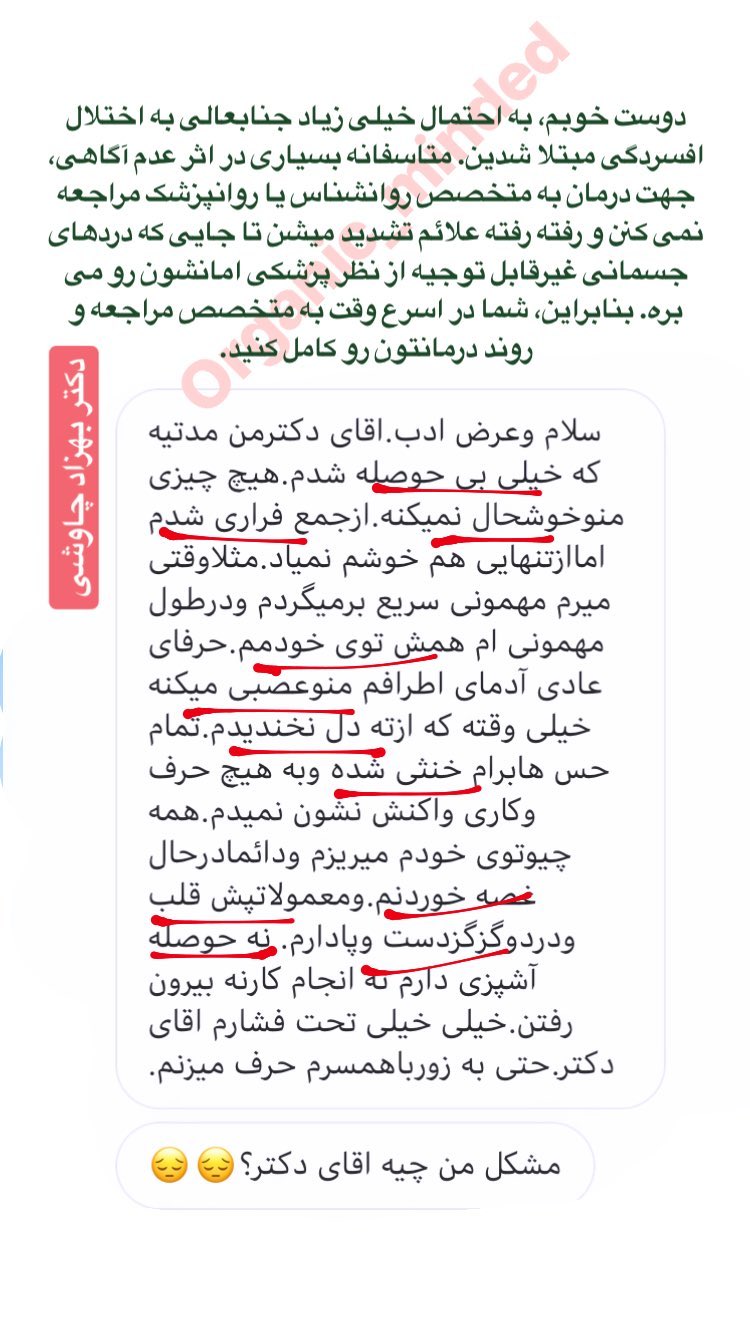 دوست خوبم، به احتمال خیلی زیاد جنابعالی به اختلال
افسردگی مبتلا شدین. متاسفانه بسیاری در اثر عدم آگاهی،
جهت درمان به متخصص روانشناس یا روانپزشک مراجعه
نمی کنن و رفته رفته علائم تشدید میشن تا جایی که دردهای
جسمانی غیرقابل توجیه از نظر پزشکی امانشون رو می
بره. بنابراین، شما در اسرع وقت به متخصص مراجعه و
روند درمانتون رو کامل کنید.
Organic_minded
دکتر بهزاد چاوشی
سلام وعرض ادب.اقای دکترمن مدتیه
که خیلی بی حوصله شدم.هیچ چیزی
منوخوشحال نمیکنه.ازجمع فراری شدم
اماازتنهایی هم خوشم نمیاد.مثلاوقتی
میرم مهمونی سریع برمیگردم ودرطول
مهمونی ام همش توی خودمم.حرفای
عادی آدمای اطرافم منوعصبی میکنه
خیلی وقته که ازته دل نخندیدم.تمام
حس هابرام خنثی شده وبه هیچ حرف
وکاری واکنش نشون نمیدم.همه
چیوتوی خودم میریزم ودائمادرحال
غصه خوردنم.ومعمولاتپش قلب
ودردوگزگزدست وپادارم. نه حوصله
آشپزی دارم نه انجام کارنه بیرون
رفتن.خیلی خیلی تحت فشارم اقای
دکتر.حتی به زورباهمسرم حرف میزنم.
مشکل من چیه اقای دکتر؟😔😔